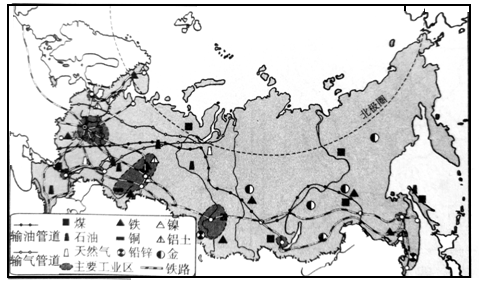 北极圈
煤 铁 镍
输油管道 石油 铜 铝土
输气管道 天然气 铅锌 金
主要工业区 铁路